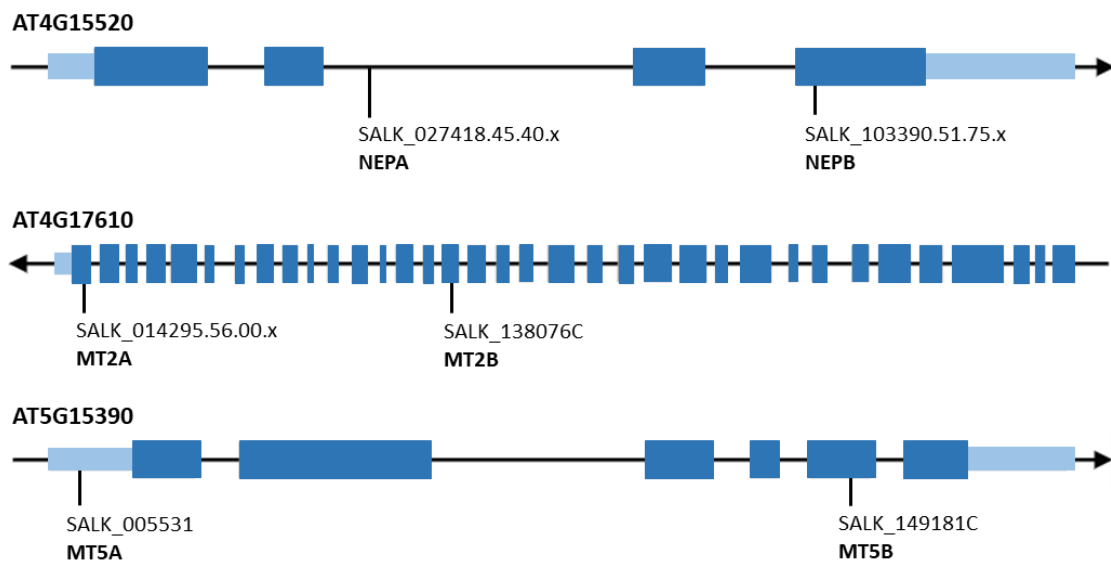 AT4G15520
SALK_027418.45.40.x
NEPA
SALK_103390.51.75.x
NEPB
AT4G17610
SALK_014295.56.00.x
MT2A
SALK_138076C
MT2B
AT5G15390
SALK_005531
MT5A
SALK_149181C
MT5B